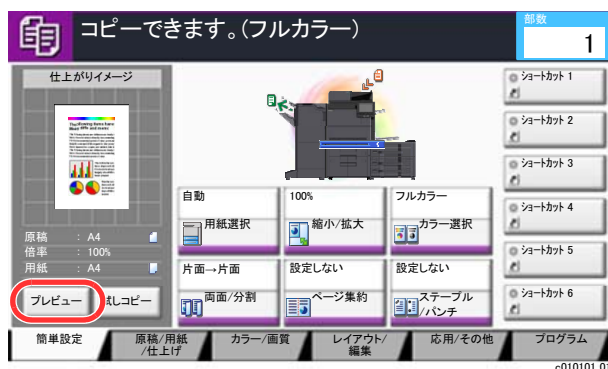 コピーできます。(フルカラー)
部数
1
仕上がりイメージ
原稿 : A4
倍率 : 100%
用紙 : A4
プレビュー
試しコピー
自動
用紙選択
100%
縮小/拡大
フルカラー
カラー選択
片面→片面
両面/分割
設定しない
ページ集約
設定しない
ステープル
/パンチ
ショートカット 1
ショートカット 2
ショートカット 3
ショートカット 4
ショートカット 5
ショートカット 6
簡単設定
原稿/用紙
/仕上げ
カラー/画質
レイアウト/
編集
応用/その他
プログラム